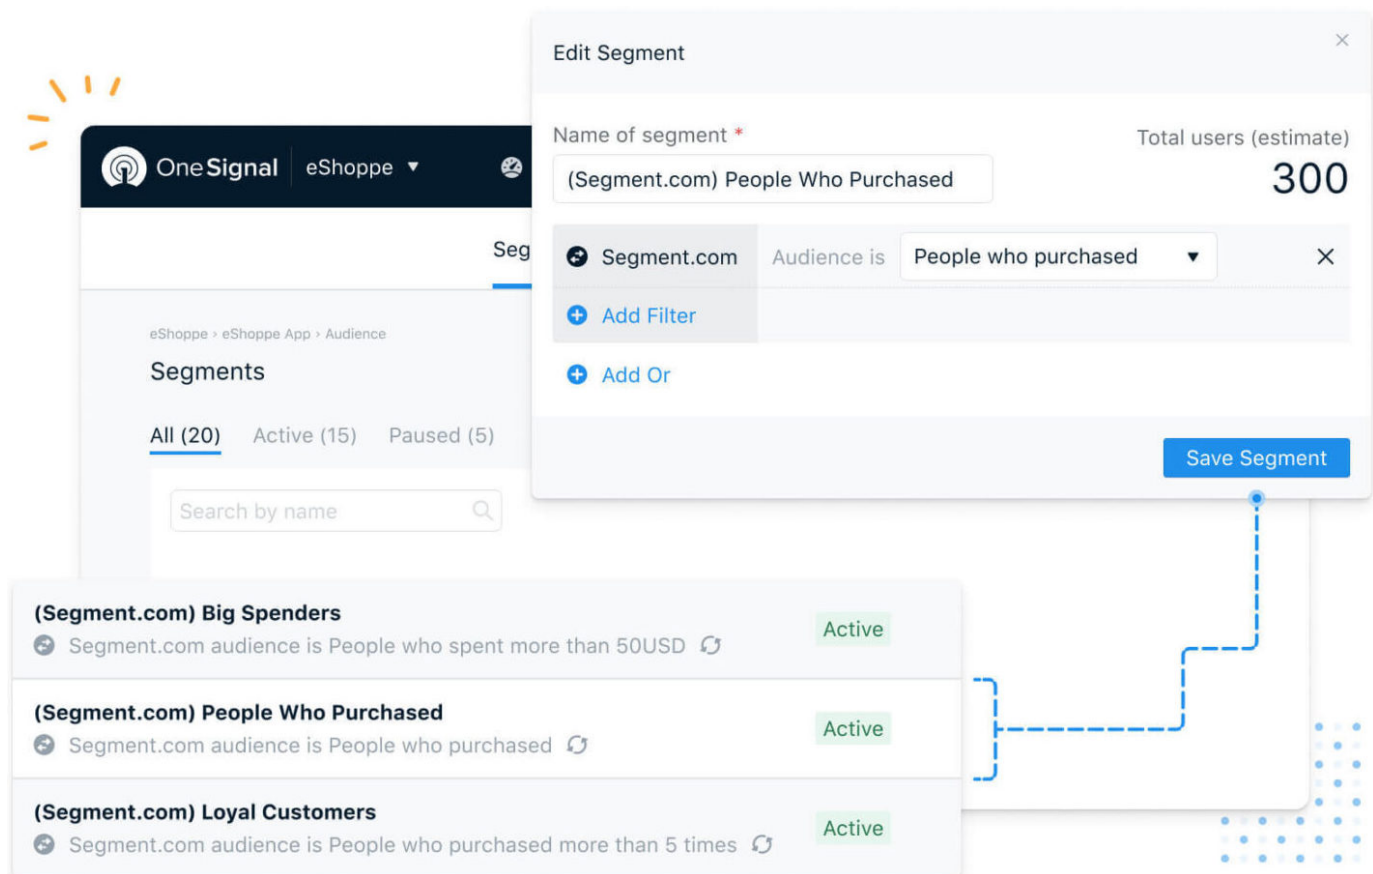 Edit Segment
Name of segment *
Total users (estimate)
(Segment.com) People Who Purchased
300
Segment.com
Audience is
People who purchased
Add Filter
Add Or
Save Segment
OneSignal
eShoppe
Seg
eShoppe › eShoppe App › Audience
Segments
All (20)
Active (15)
Paused (5)
Search by name
(Segment.com) Big Spenders
Segment.com audience is People who spent more than 50USD
Active
(Segment.com) People Who Purchased
Segment.com audience is People who purchased
Active
(Segment.com) Loyal Customers
Segment.com audience is People who purchased more than 5 times
Active